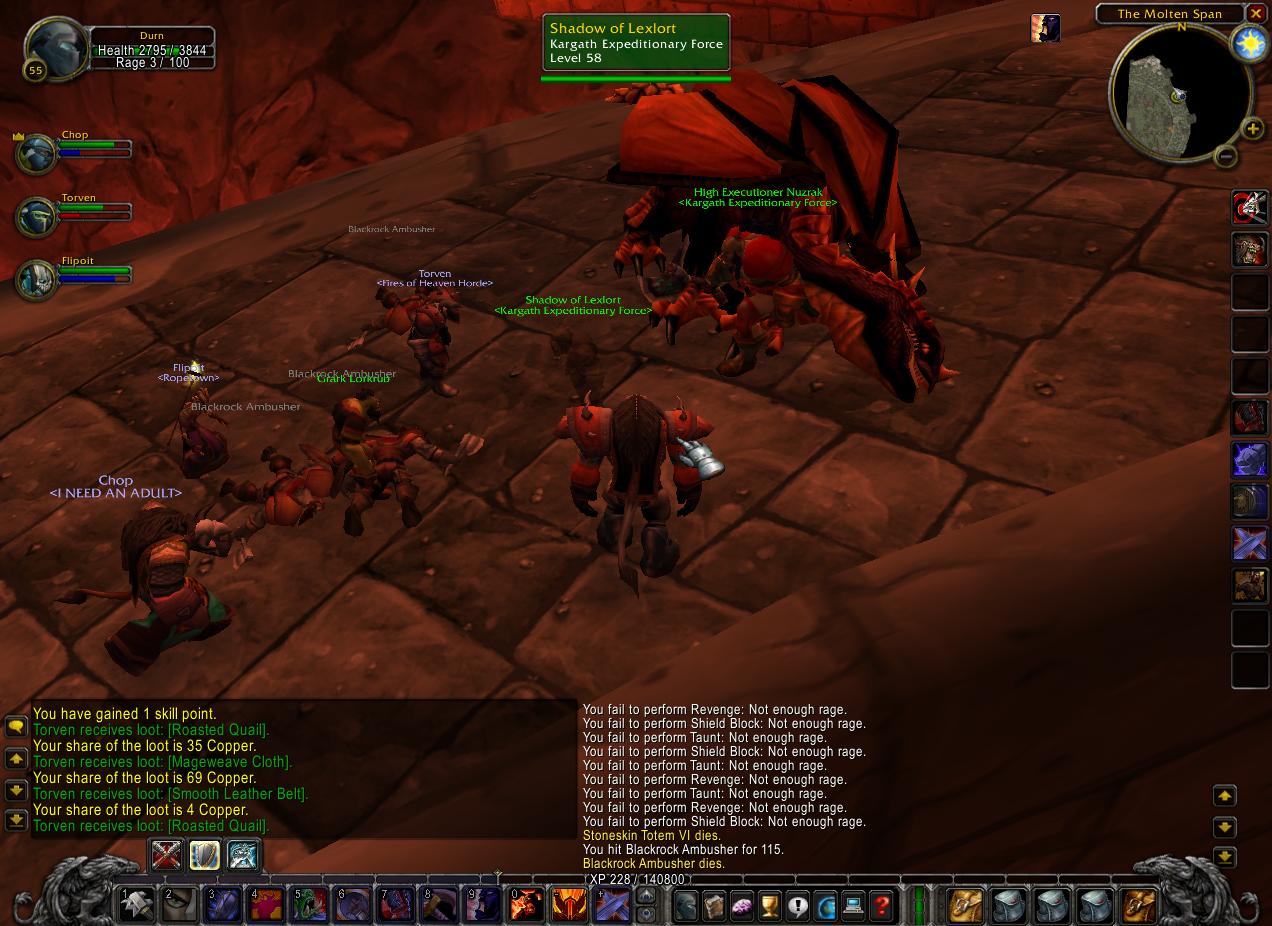 Durn
Health 2795 / 3844
Rage 3 / 100
55
Shadow of Lexlort
Kargath Expeditionary Force
Level 58
The Molten Span
N
Chop
Torven
Flipoit
High Executioner Nuzrak
<Kargath Expeditionary Force>
Blackrock Ambusher
Torven
<Fires of Heaven Horde>
Shadow of Lexlort
<Kargath Expeditionary Force>
Flipoit
<Ropetown>
Blackrock Ambusher
Grark Lorkrub
Blackrock Ambusher
Chop
<I NEED AN ADULT>
You have gained 1 skill point.
Torven receives loot: [Roasted Quail].
Your share of the loot is 35 Copper.
Torven receives loot: [Mageweave Cloth].
Your share of the loot is 69 Copper.
Torven receives loot: [Smooth Leather Belt].
Your share of the loot is 4 Copper.
Torven receives loot: [Roasted Quail].
You fail to perform Revenge: Not enough rage.
You fail to perform Shield Block: Not enough rage.
You fail to perform Taunt: Not enough rage.
You fail to perform Shield Block: Not enough rage.
You fail to perform Taunt: Not enough rage.
You fail to perform Revenge: Not enough rage.
You fail to perform Taunt: Not enough rage.
You fail to perform Revenge: Not enough rage.
You fail to perform Shield Block: Not enough rage.
Stoneskin Totem VI dies.
You hit Blackrock Ambusher for 115.
Blackrock Ambusher dies.
XP 228 / 140800
1 2 3 4 5 6 7 8 9 0 - +